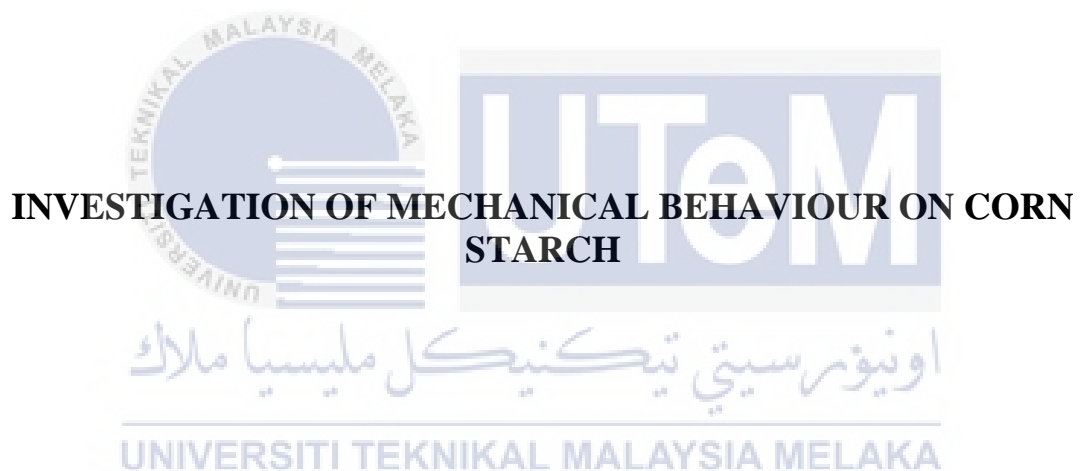 UNIVERSITI TEKNIKAL MALAYSIA MELAKA
UTeM
INVESTIGATION OF MECHANICAL BEHAVIOUR ON CORN
STARCH
اونيۏرسيتي تيكنيكل مليسيا ملاك
UNIVERSITI TEKNIKAL MALAYSIA MELAKA